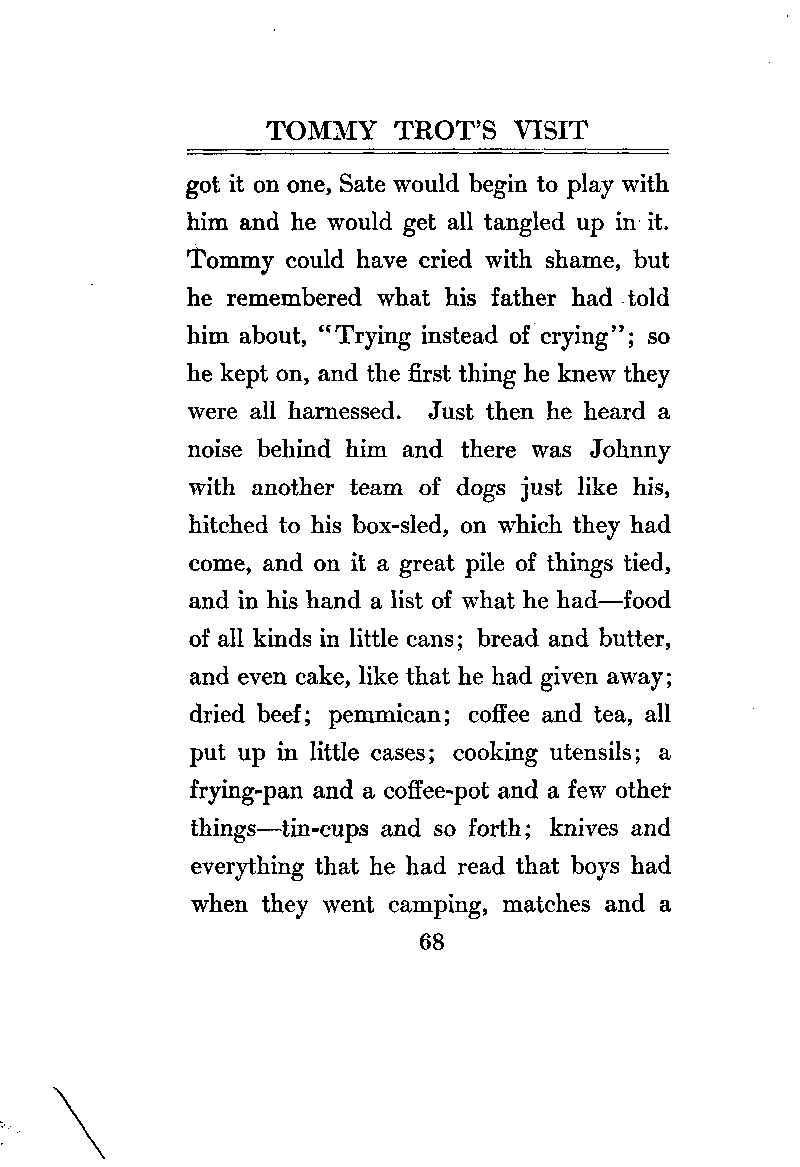 TOMMY TROT'S VISIT
got it on one, Sate would begin to play with
him and he would get all tangled up in it.
Tommy could have cried with shame, but
he remembered what his father had told
him about, "Trying instead of crying"; so
he kept on, and the first thing he knew they
were all harnessed. Just then he heard a
noise behind him and there was Johnny
with another team of dogs just like his,
hitched to his box-sled, on which they had
come, and on it a great pile of things tied,
and in his hand a list of what he had—food
of all kinds in little cans; bread and butter,
and even cake, like that he had given away;
dried beef; pemmican; coffee and tea, all
put up in little cases; cooking utensils; a
frying-pan and a coffee-pot and a few other
things—tin-cups and so forth; knives and
everything that he had read that boys had
when they went camping, matches and a
68